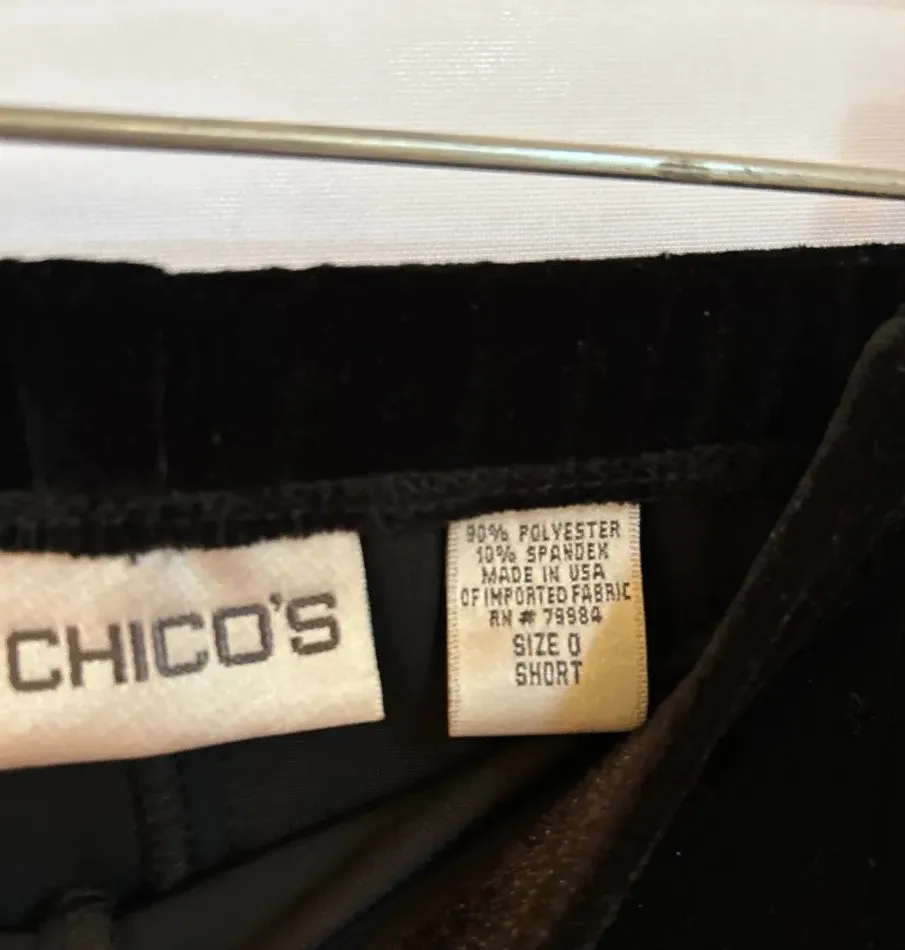 CHICO'S
90% POLYESTER
10% SPANDEX
MADE IN USA
OF IMPORTED FABRIC
RN # 79984
SIZE 0
SHORT